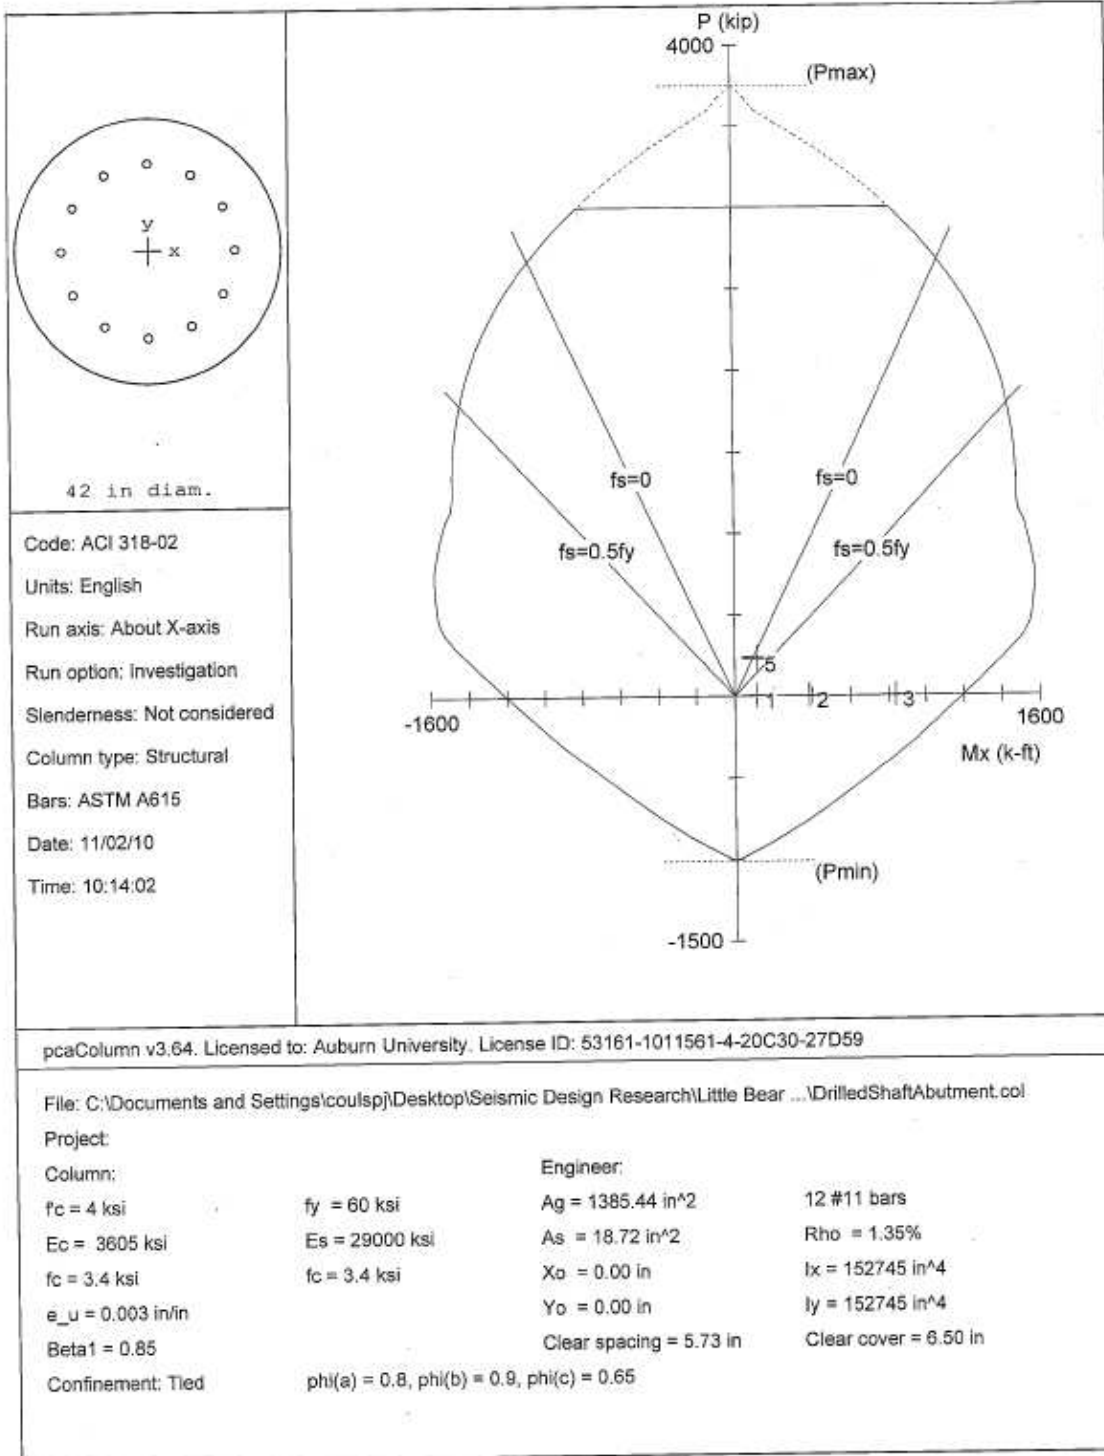 P (kip)
4000
(Pmax)
y
x
42 in diam.
fs=0
fs=0
fs=0.5fy
fs=0.5fy
5
1
2
3
-1600
1600
Mx (k-ft)
(Pmin)
-1500
Code: ACI 318-02
Units: English
Run axis: About X-axis
Run option: Investigation
Slenderness: Not considered
Column type: Structural
Bars: ASTM A615
Date: 11/02/10
Time: 10:14:02
pcaColumn v3.64. Licensed to: Auburn University. License ID: 53161-1011561-4-20C30-27D59
File: C:\Documents and Settings\coulspj\Desktop\Seismic Design Research\Little Bear ...\DrilledShaftAbutment.col
Project:
Column:
Engineer:
f'c = 4 ksi
fy = 60 ksi
Ag = 1385.44 in^2
12 #11 bars
Ec = 3605 ksi
Es = 29000 ksi
As = 18.72 in^2
Rho = 1.35%
fc = 3.4 ksi
fc = 3.4 ksi
Xo = 0.00 in
Ix = 152745 in^4
e_u = 0.003 in/in
Yo = 0.00 in
Iy = 152745 in^4
Beta1 = 0.85
Clear spacing = 5.73 in
Clear cover = 6.50 in
Confinement: Tied
phi(a) = 0.8, phi(b) = 0.9, phi(c) = 0.65